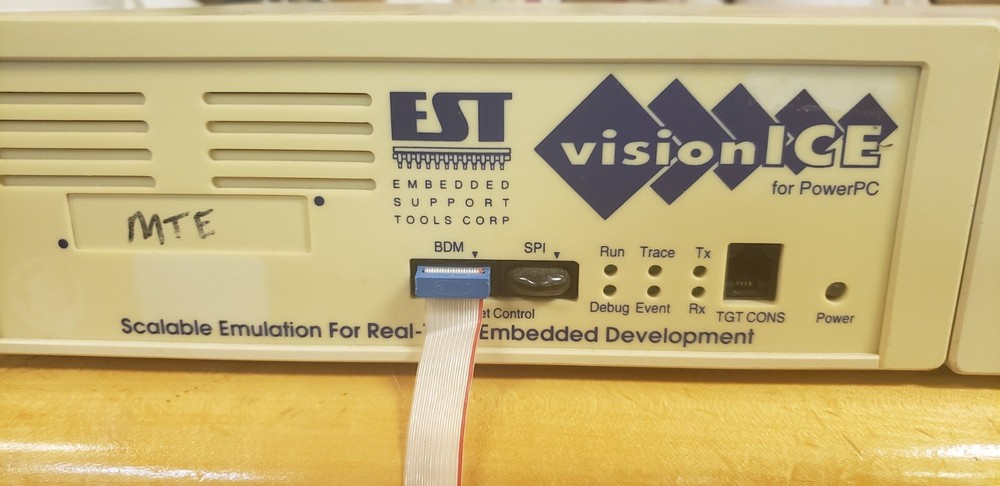 EST
EMBEDDED
SUPPORT
TOOLS CORP
visionICE
for PowerPC
MTE
BDM SPI
Run Trace Tx
Debug Event Rx TGT CONS Power
et Control
Scalable Emulation For Real- Embedded Development